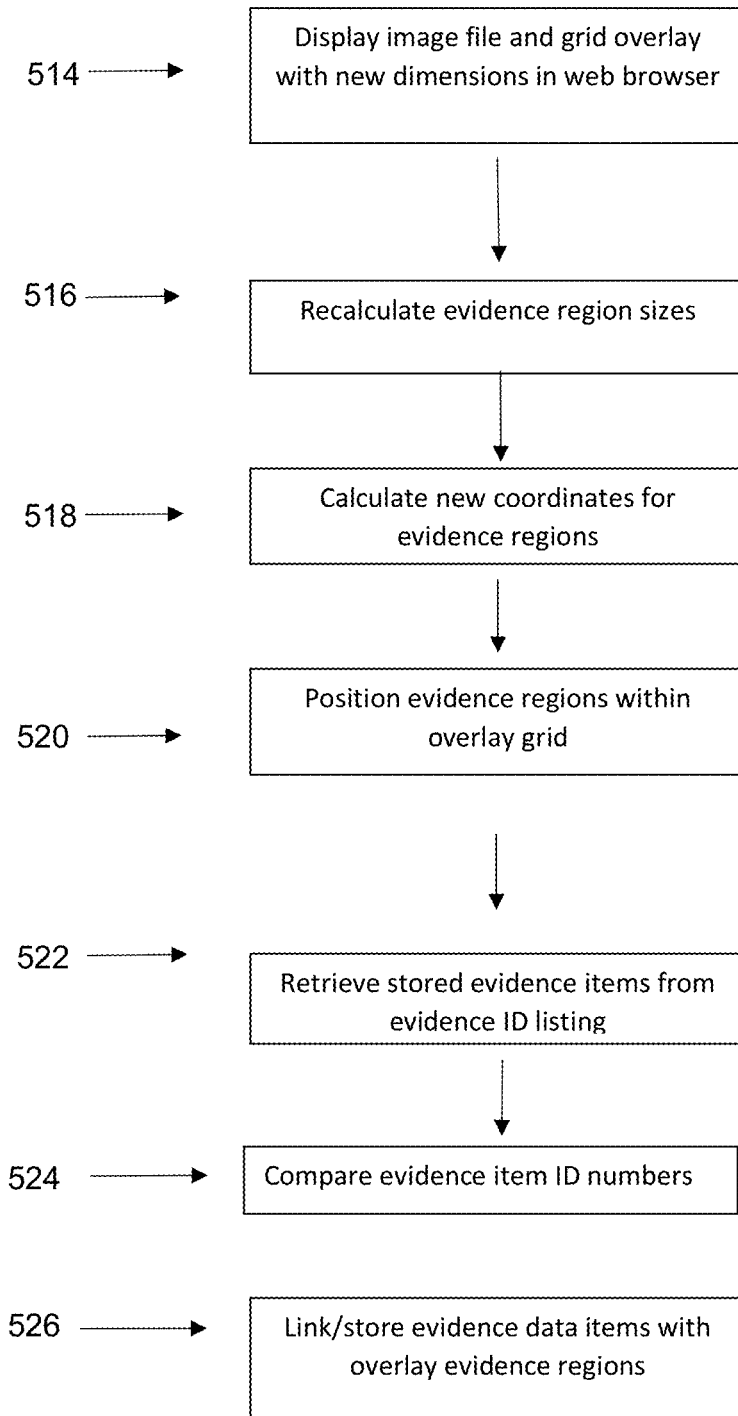 514
Display image file and grid overlay
with new dimensions in web browser
516
Recalculate evidence region sizes
518
Calculate new coordinates for
evidence regions
520
Position evidence regions within
overlay grid
522
Retrieve stored evidence items from
evidence ID listing
524
Compare evidence item ID numbers
526
Link/store evidence data items with
overlay evidence regions